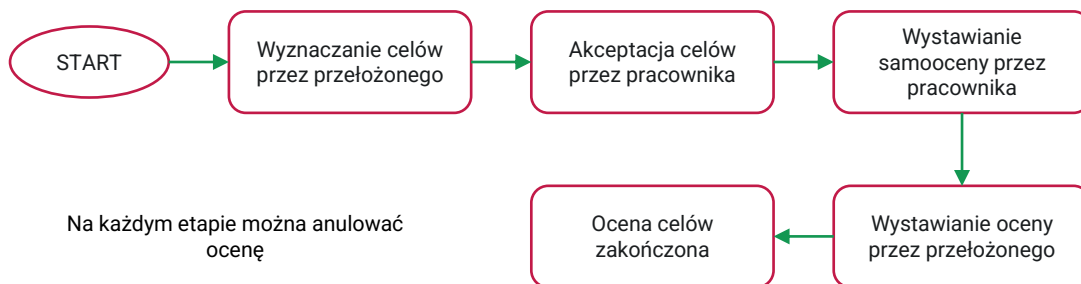 START
Wyznaczanie celów
przez przełożonego
Akceptacja celów
przez pracownika
Wystawianie
samooceny przez
pracownika
Wystawianie oceny
przez przełożonego
Ocena celów
zakończona
Na każdym etapie można anulować
ocenę